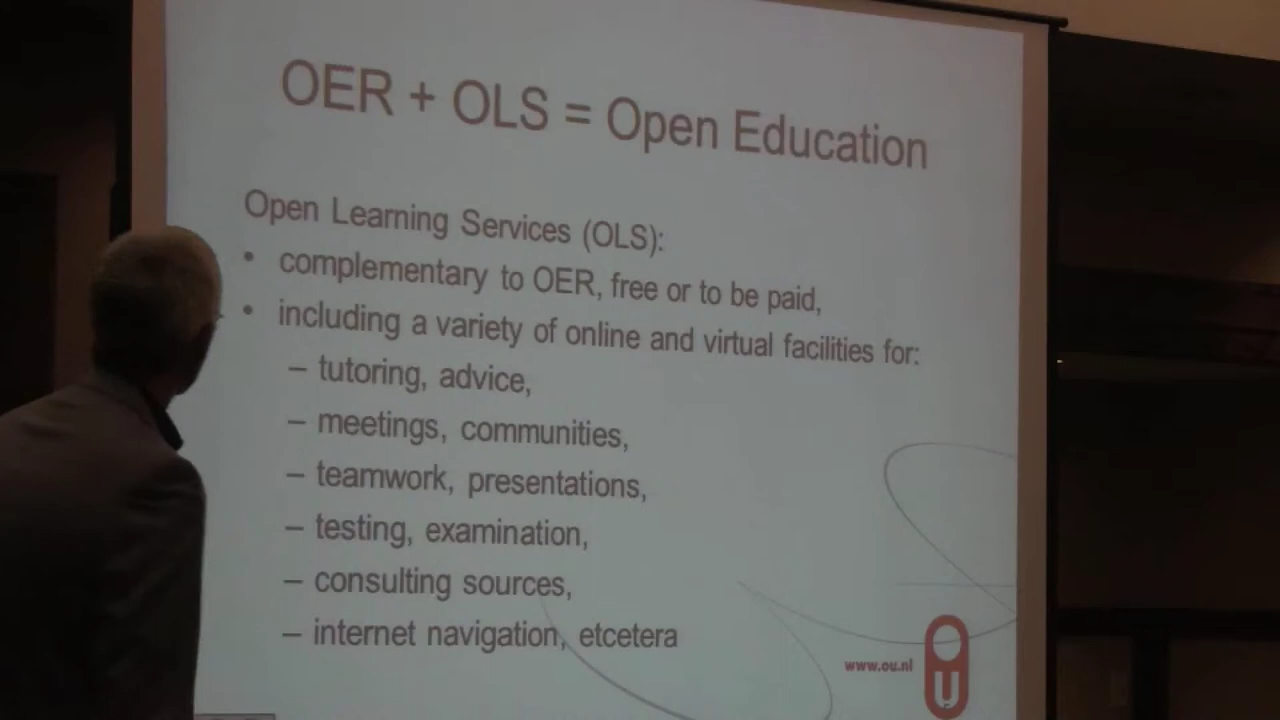 OER + OLS = Open Education
Open Learning Services (OLS):
• complementary to OER, free or to be paid,
• including a variety of online and virtual facilities for:
– tutoring, advice,
– meetings, communities,
– teamwork, presentations,
– testing, examination,
– consulting sources,
– internet navigation, etcetera
www.ou.nl
OU